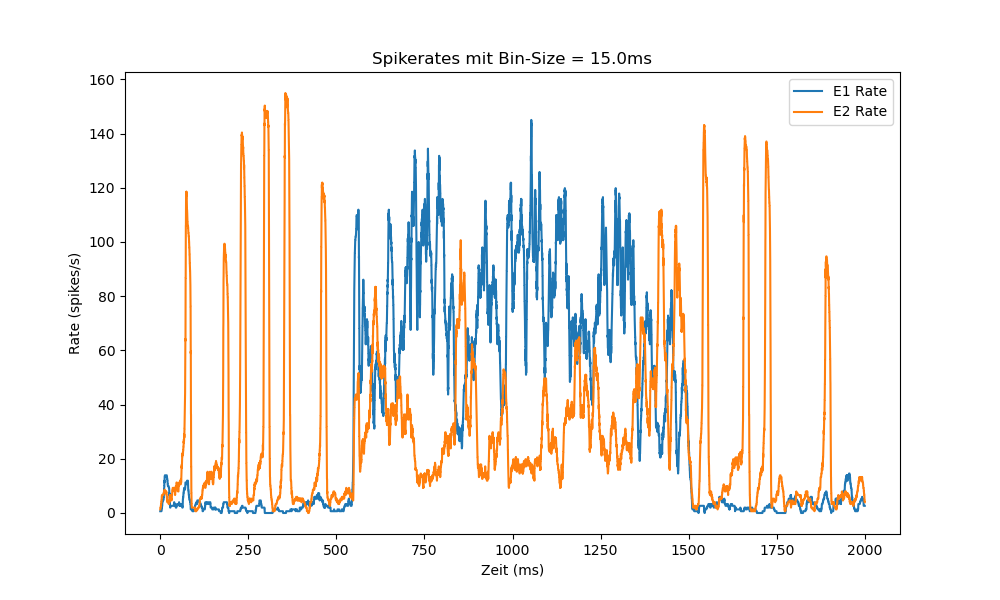 Spikerates mit Bin-Size = 15.0ms
E1 Rate
E2 Rate
Rate (spikes/s)
160
140
120
100
80
60
40
20
0
0 250 500 750 1000 1250 1500 1750 2000
Zeit (ms)